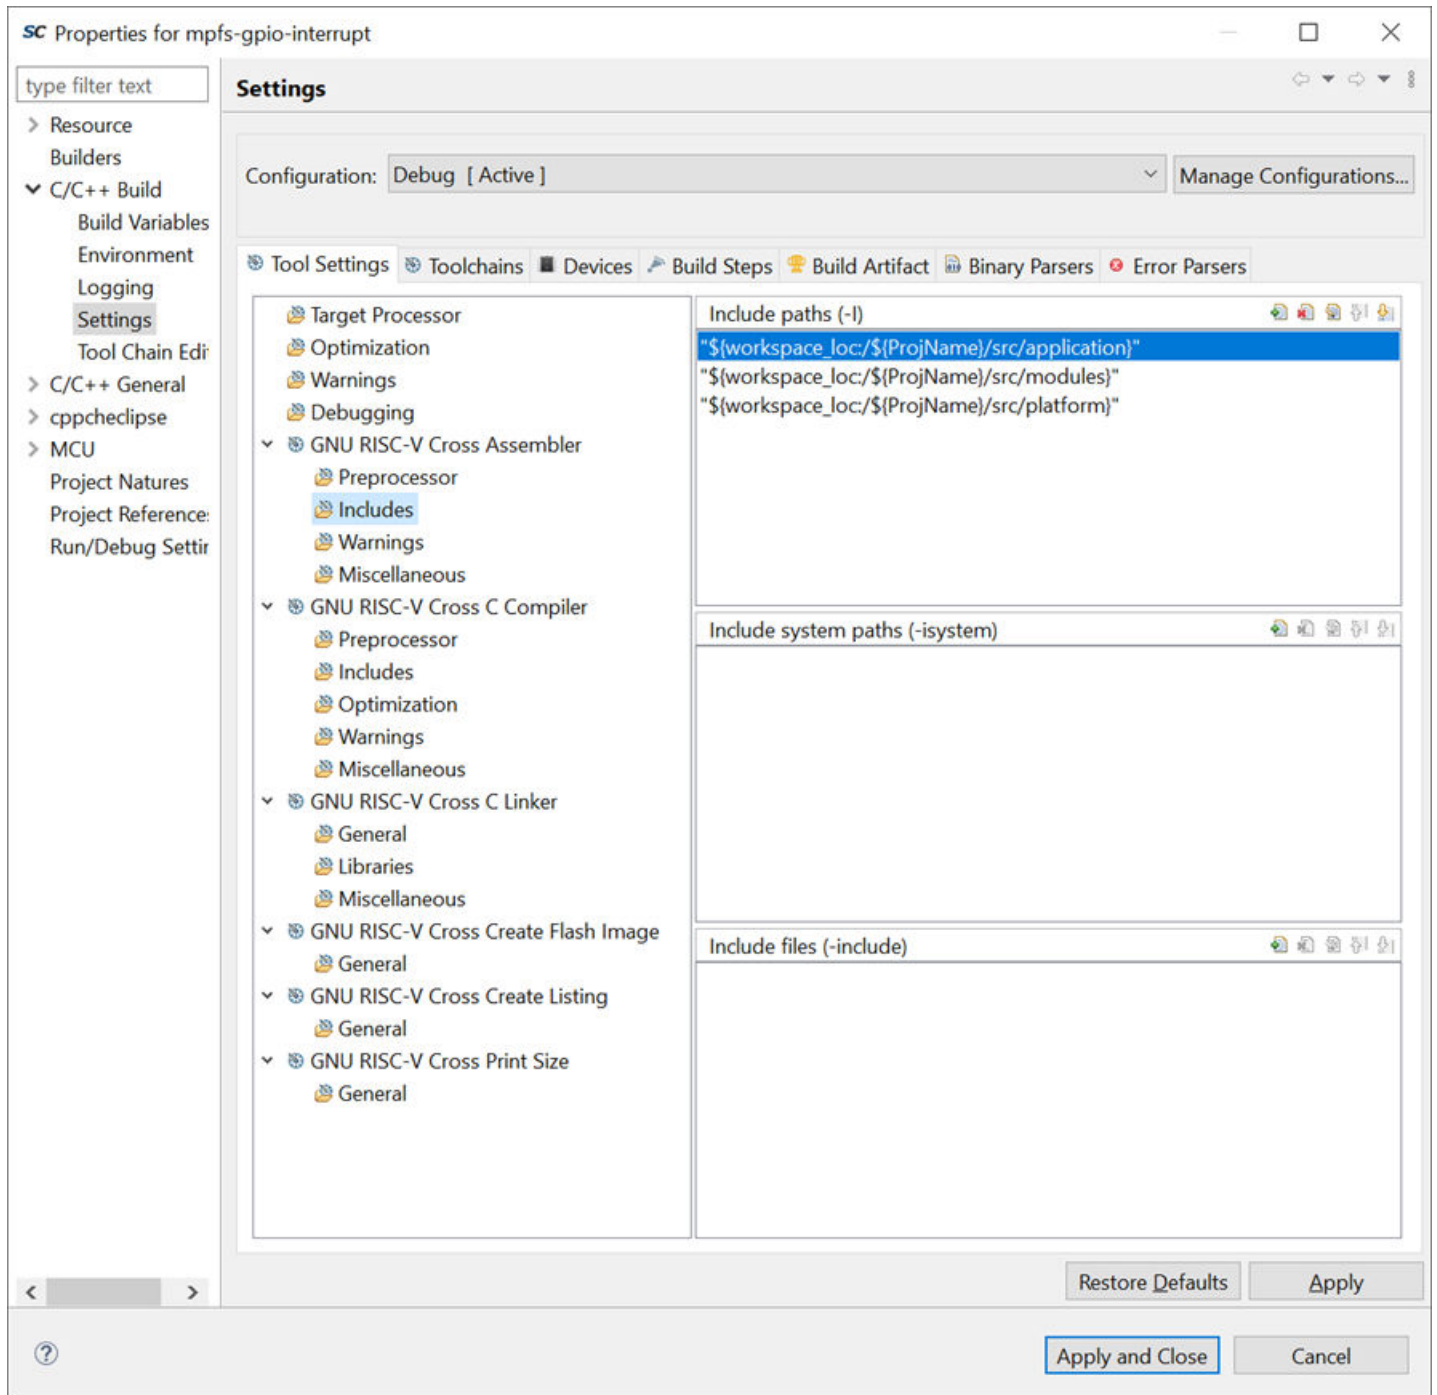 SC Properties for mpfs-gpio-interrupt
type filter text
Resource
Builders
C/C++ Build
Build Variables
Environment
Logging
Settings
Tool Chain Edi
C/C++ General
cppcheclipse
MCU
Project Natures
Project Reference
Run/Debug Settin
Settings
Configuration: Debug [ Active ] Manage Configurations...
Tool Settings Toolchains Devices Build Steps Build Artifact Binary Parsers Error Parsers
Target Processor
Optimization
Warnings
Debugging
GNU RISC-V Cross Assembler
Preprocessor
Includes
Warnings
Miscellaneous
GNU RISC-V Cross C Compiler
Preprocessor
Includes
Optimization
Warnings
Miscellaneous
GNU RISC-V Cross C Linker
General
Libraries
Miscellaneous
GNU RISC-V Cross Create Flash Image
General
GNU RISC-V Cross Create Listing
General
GNU RISC-V Cross Print Size
General
Include paths (-I)
"${workspace_loc:/${ProjName}/src/application}"
"${workspace_loc:/${ProjName}/src/modules}"
"${workspace_loc:/${ProjName}/src/platform}"
Include system paths (-isystem)
Include files (-include)
Restore Defaults Apply
Apply and Close Cancel